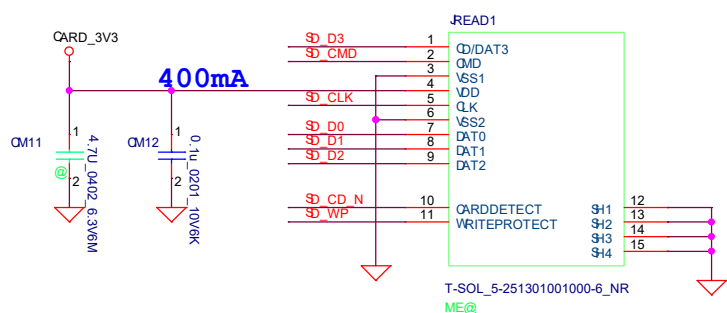 JREAD1
CARD_3V3
400mA
SD_D3 1 CD/DAT3
SD_CMD 2 CMD
3 VSS1
4 VDD
SD_CLK 5 CLK
6 VSS2
SD_D0 7 DAT0
SD_D1 8 DAT1
SD_D2 9 DAT2
CM11 1 2 @ 4.7U_0402_6.3V6M
CM12 1 2 0.1u_0201_10V6K
SD_CD_N 10 CARDDETECT SH1 12
SD_WP 11 WRITEPROTECT SH2 13
SH3 14
SH4 15
T-SOL_5-251301001000-6_NR
ME@